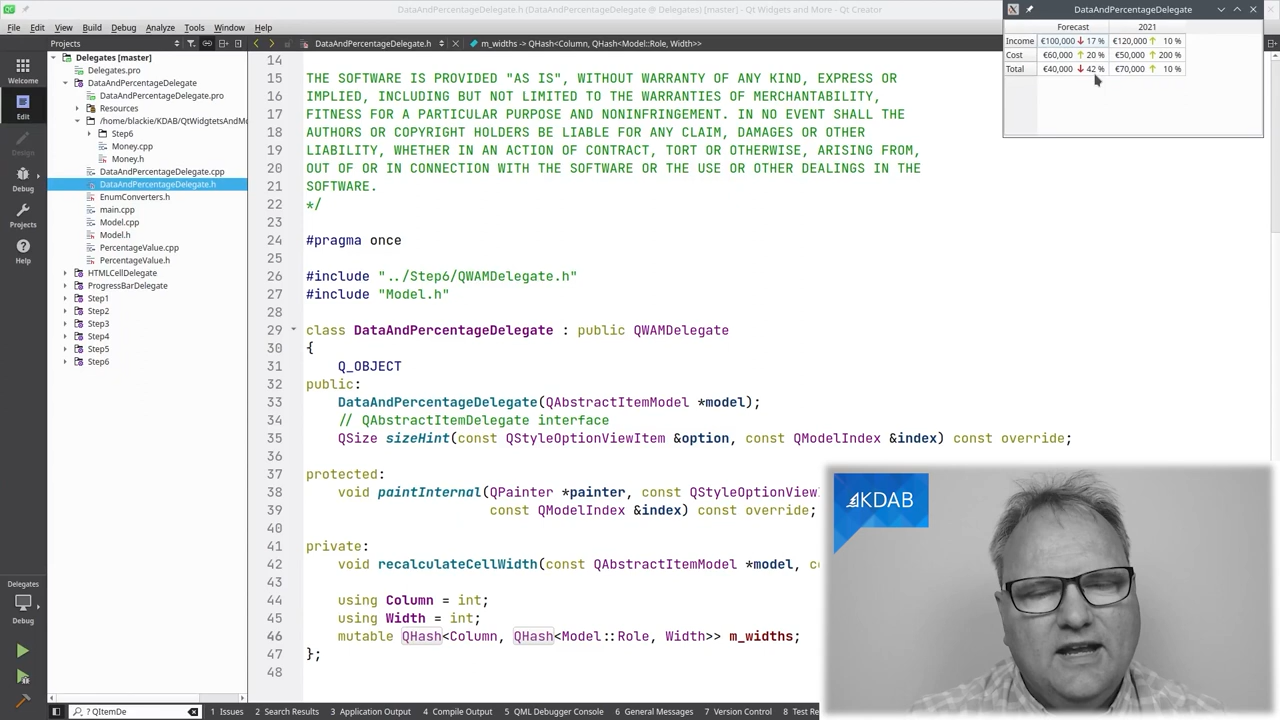 DataAndPercentageDelegate.h (DataAndPercentageDelegate @ Delegates) [master] - Qt Widgets and More - Qt Creator
File Edit View Build Debug Analyze Tools Window Help
Projects
DataAndPercentageDelegate.h
m_widths -> QHash<Column, QHash<Model::Role, Width>>
Welcome
Edit
Design
Debug
Projects
Help
Delegates
Debug
Delegates [master]
Delegates.pro
DataAndPercentageDelegate
DataAndPercentageDelegate.pro
Resources
/home/blackie/KDAB/QtWidgtetsAndMo
Step6
Money.cpp
Money.h
DataAndPercentageDelegate.cpp
DataAndPercentageDelegate.h
EnumConverters.h
main.cpp
Model.cpp
Model.h
PercentageValue.cpp
PercentageValue.h
HTMLCellDelegate
ProgressBarDelegate
Step1
Step2
Step3
Step4
Step5
Step6
14
15 THE SOFTWARE IS PROVIDED "AS IS", WITHOUT WARRANTY OF ANY KIND, EXPRESS OR
16 IMPLIED, INCLUDING BUT NOT LIMITED TO THE WARRANTIES OF MERCHANTABILITY,
17 FITNESS FOR A PARTICULAR PURPOSE AND NONINFRINGEMENT. IN NO EVENT SHALL THE
18 AUTHORS OR COPYRIGHT HOLDERS BE LIABLE FOR ANY CLAIM, DAMAGES OR OTHER
19 LIABILITY, WHETHER IN AN ACTION OF CONTRACT, TORT OR OTHERWISE, ARISING FROM,
20 OUT OF OR IN CONNECTION WITH THE SOFTWARE OR THE USE OR OTHER DEALINGS IN THE
21 SOFTWARE.
22 */
23
24 #pragma once
25
26 #include "../Step6/QWAMDelegate.h"
27 #include "Model.h"
28
29 class DataAndPercentageDelegate : public QWAMDelegate
30 {
31 Q_OBJECT
32 public:
33 DataAndPercentageDelegate(QAbstractItemModel *model);
34 // QAbstractItemDelegate interface
35 QSize sizeHint(const QStyleOptionViewItem &option, const QModelIndex &index) const override;
36
37 protected:
38 void paintInternal(QPainter *painter, const QStyleOptionView
39 const QModelIndex &index) const override;
40
41 private:
42 void recalculateCellWidth(const QAbstractItemModel *model, co
43
44 using Column = int;
45 using Width = int;
46 mutable QHash<Column, QHash<Model::Role, Width>> m_widths;
47 };
48
DataAndPercentageDelegate
Forecast 2021
Income €100,000 ↓ 17 % €120,000 ↑ 10 %
Cost €60,000 ↑ 20 % €50,000 ↑ 200 %
Total €40,000 ↓ 42 % €70,000 ↑ 10 %
KDAB
? QItemDe
1 Issues 2 Search Results 3 Application Output 4 Compile Output 5 QML Debugger Console 6 General Messages 7 Version Control 8 Test Re